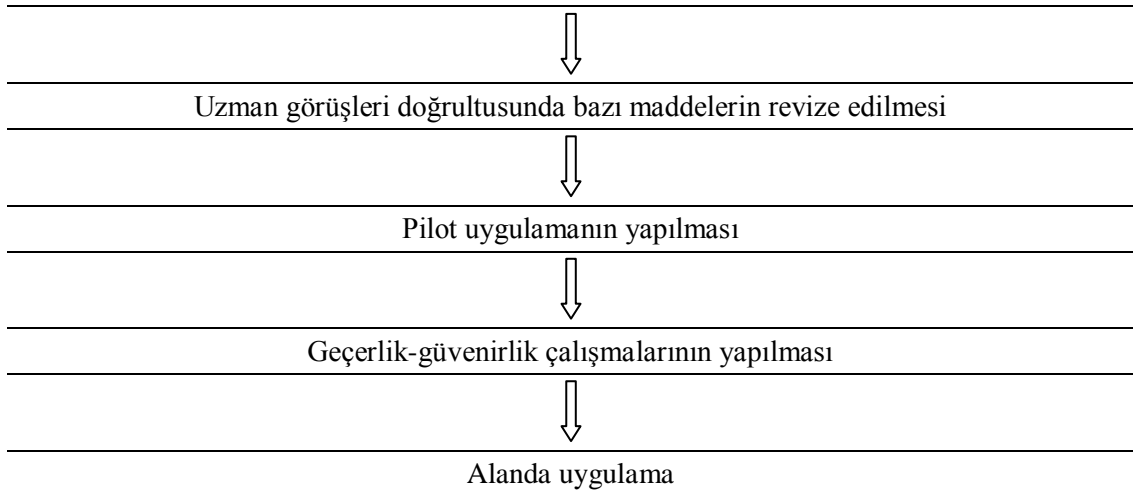 Uzman görüşleri doğrultusunda bazı maddelerin revize edilmesi
Pilot uygulamanın yapılması
Geçerlik-güvenirlik çalışmalarının yapılması
Alanda uygulama